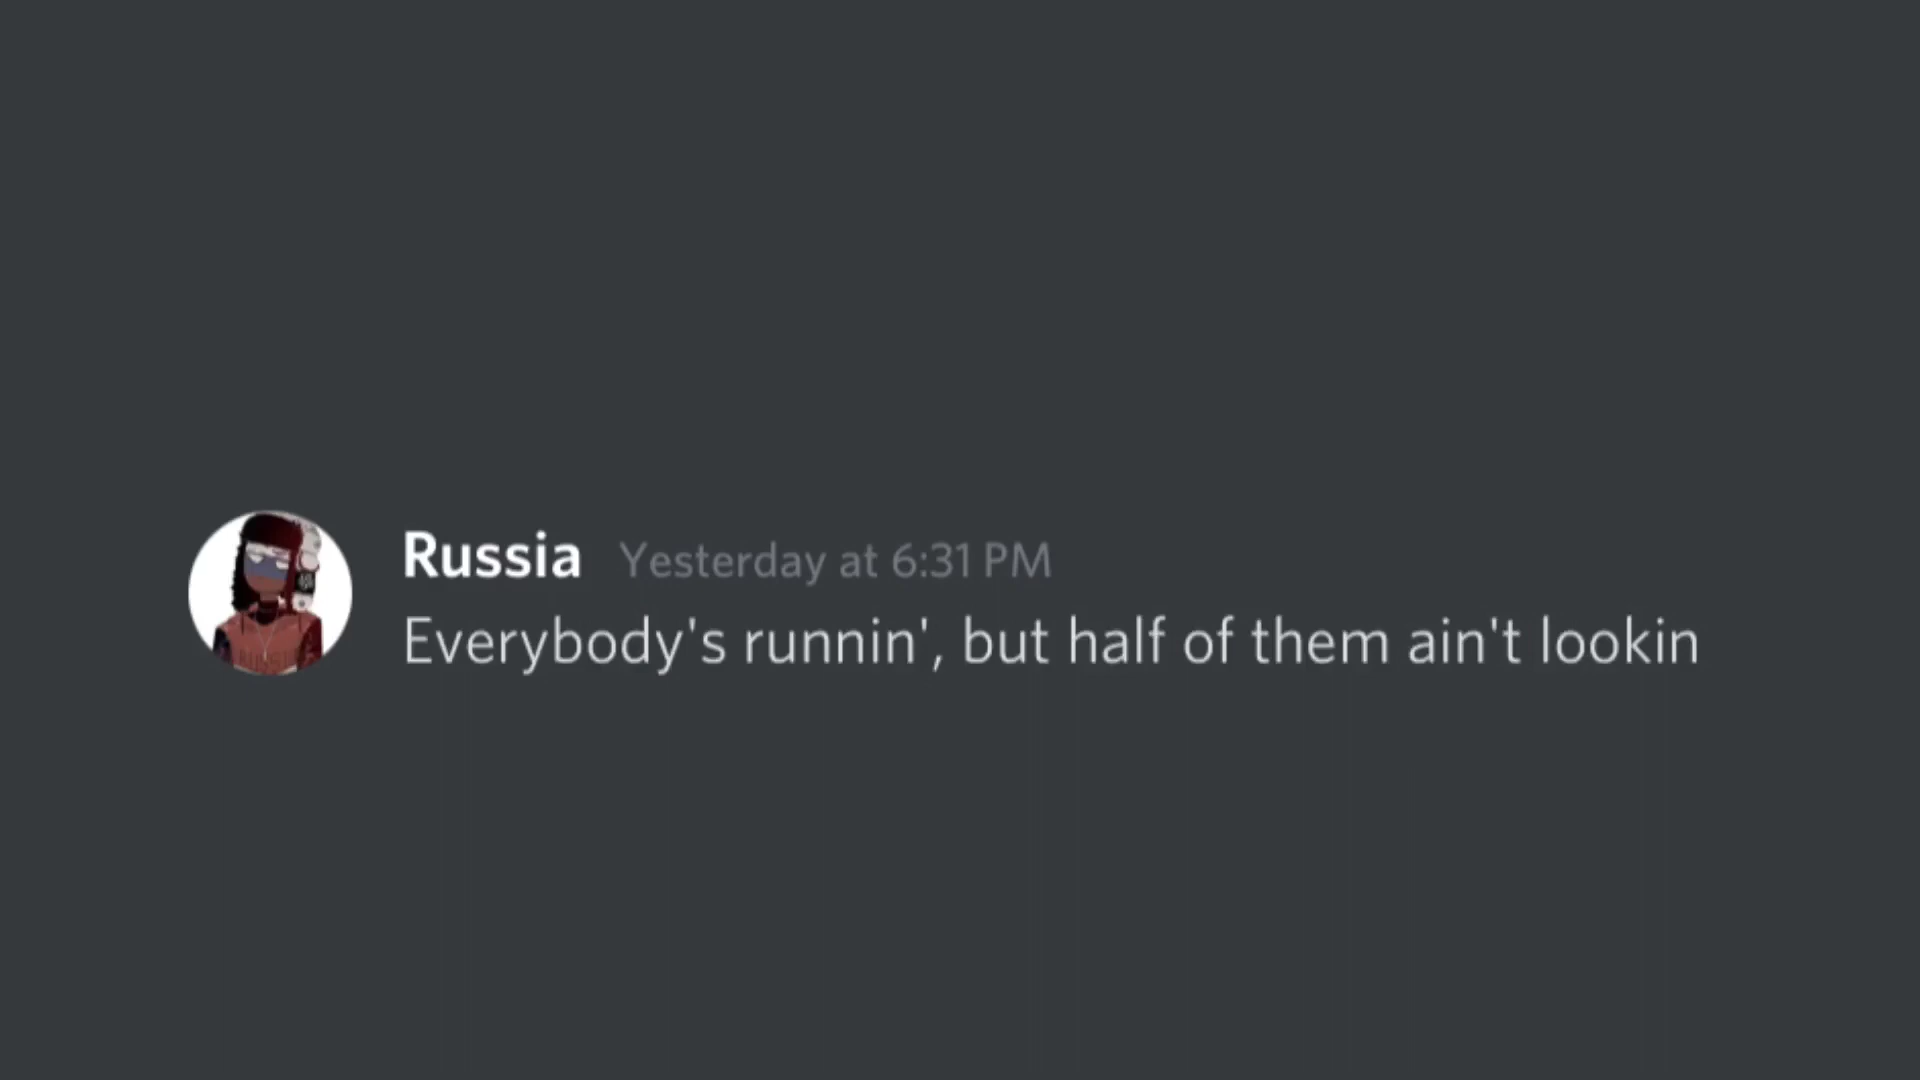 Russia Yesterday at 6:31 PM
Everybody's runnin', but half of them ain't lookin